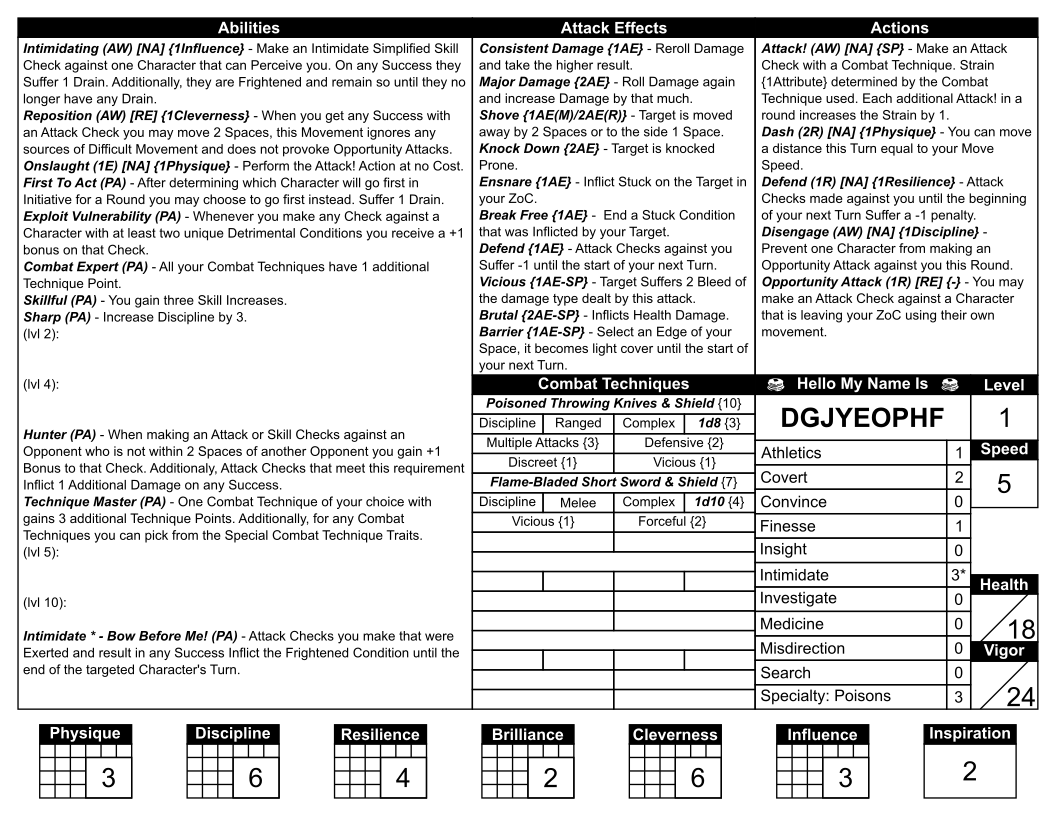 Abilities
Intimidating (AW) [NA] {1Influence} - Make an Intimidate Simplified Skill
Check against one Character that can Perceive you. On any Success they
Suffer 1 Drain. Additionally, they are Frightened and remain so until they no
longer have any Drain.
Reposition (AW) [RE] {1Cleverness} - When you get any Success with
an Attack Check you may move 2 Spaces, this Movement ignores any
sources of Difficult Movement and does not provoke Opportunity Attacks.
Onslaught (1E) [NA] {1Physique} - Perform the Attack! Action at no Cost.
First To Act (PA) - After determining which Character will go first in
Initiative for a Round you may choose to go first instead. Suffer 1 Drain.
Exploit Vulnerability (PA) - Whenever you make any Check against a
Character with at least two unique Detrimental Conditions you receive a +1
bonus on that Check.
Combat Expert (PA) - All your Combat Techniques have 1 additional
Technique Point.
Skillful (PA) - You gain three Skill Increases.
Sharp (PA) - Increase Discipline by 3.
(lvl 2):
(lvl 4):
Hunter (PA) - When making an Attack or Skill Checks against an
Opponent who is not within 2 Spaces of another Opponent you gain +1
Bonus to that Check. Additionaly, Attack Checks that meet this requirement
Inflict 1 Additional Damage on any Success.
Technique Master (PA) - One Combat Technique of your choice with
gains 3 additional Technique Points. Additionally, for any Combat
Techniques you can pick from the Special Combat Technique Traits.
(lvl 5):
(lvl 10):
Intimidate * - Bow Before Me! (PA) - Attack Checks you make that were
Exerted and result in any Success Inflict the Frightened Condition until the
end of the targeted Character's Turn.
Attack Effects
Consistent Damage {1AE} - Reroll Damage
and take the higher result.
Major Damage {2AE} - Roll Damage again
and increase Damage by that much.
Shove {1AE(M)/2AE(R)} - Target is moved
away by 2 Spaces or to the side 1 Space.
Knock Down {2AE} - Target is knocked
Prone.
Ensnare {1AE} - Inflict Stuck on the Target in
your ZoC.
Break Free {1AE} - End a Stuck Condition
that was Inflicted by your Target.
Defend {1AE} - Attack Checks against you
Suffer -1 until the start of your next Turn.
Vicious {1AE-SP} - Target Suffers 2 Bleed of
the damage type dealt by this attack.
Brutal {2AE-SP} - Inflicts Health Damage.
Barrier {1AE-SP} - Select an Edge of your
Space, it becomes light cover until the start of
your next Turn.
Actions
Attack! (AW) [NA] {SP} - Make an Attack
Check with a Combat Technique. Strain
{1Attribute} determined by the Combat
Technique used. Each additional Attack! in a
round increases the Strain by 1.
Dash (2R) [NA] {1Physique} - You can move
a distance this Turn equal to your Move
Speed.
Defend (1R) [NA] {1Resilience} - Attack
Checks made against you until the beginning
of your next Turn Suffer a -1 penalty.
Disengage (AW) [NA] {1Discipline} -
Prevent one Character from making an
Opportunity Attack against you this Round.
Opportunity Attack (1R) [RE] {-} - You may
make an Attack Check against a Character
that is leaving your ZoC using their own
movement.
Combat Techniques
Poisoned Throwing Knives & Shield {10}
Discipline Ranged Complex 1d8 {3}
Multiple Attacks {3} Defensive {2}
Discreet {1} Vicious {1}
Flame-Bladed Short Sword & Shield {7}
Discipline Melee Complex 1d10 {4}
Vicious {1} Forceful {2}
Hello My Name Is
DGJYEOPHF
Level
1
Speed
5
Athletics 1
Covert 2
Convince 0
Finesse 1
Insight 0
Intimidate 3*
Investigate 0
Medicine 0
Misdirection 0
Search 0
Specialty: Poisons 3
Health
18
Vigor
24
Physique
3
Discipline
6
Resilience
4
Brilliance
2
Cleverness
6
Influence
3
Inspiration
2